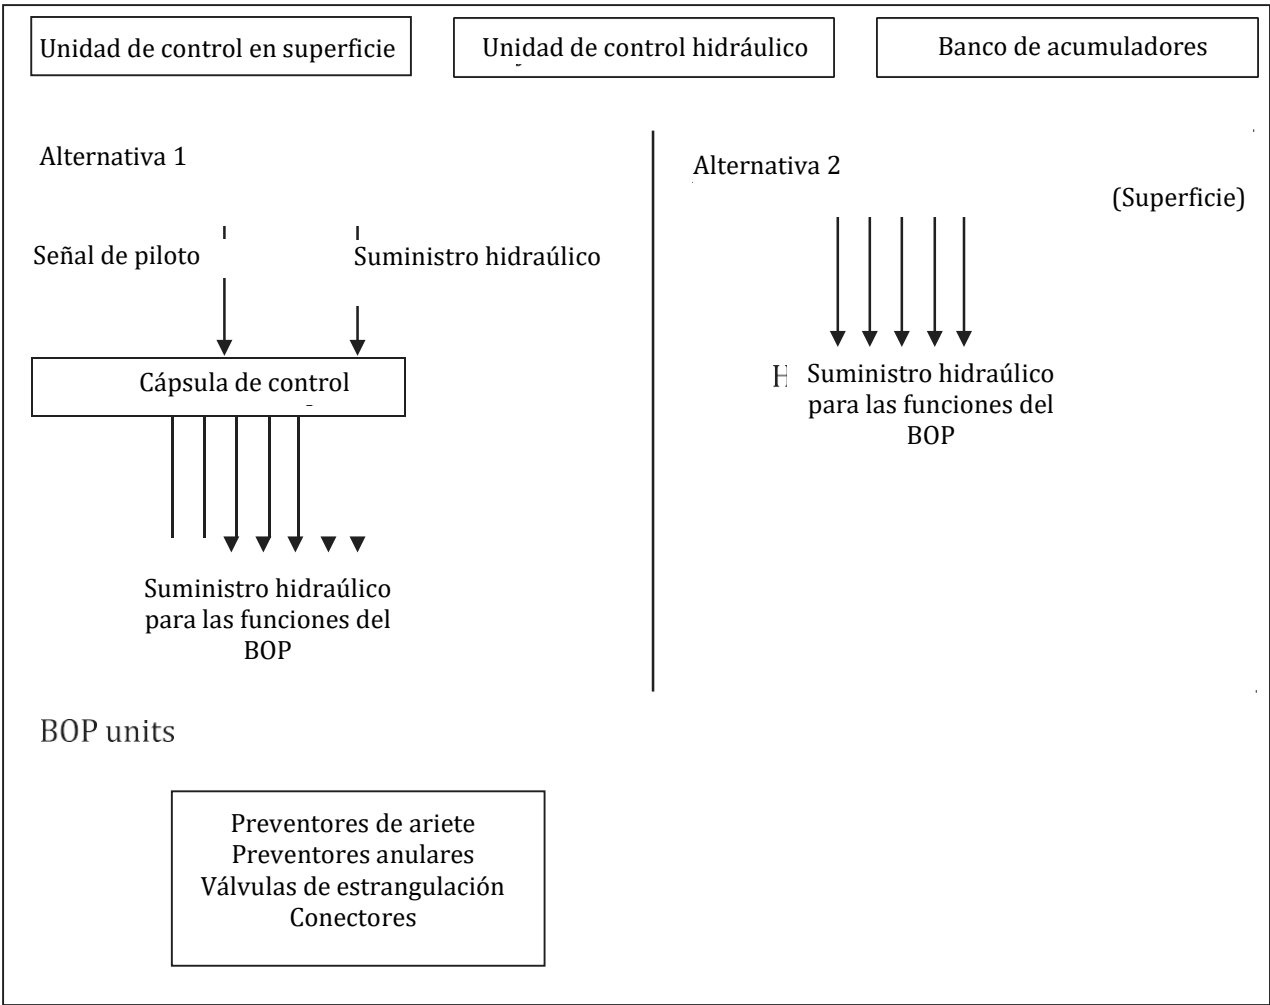 Unidad de control en superficie
Unidad de control hidráulico
Banco de acumuladores
Alternativa 1
Alternativa 2
(Superficie)
Señal de piloto
Suministro hidraúlico
Cápsula de control
H Suministro hidraúlico
para las funciones del
BOP
Suministro hidraúlico
para las funciones del
BOP
BOP units
Preventores de ariete
Preventores anulares
Válvulas de estrangulación
Conectores